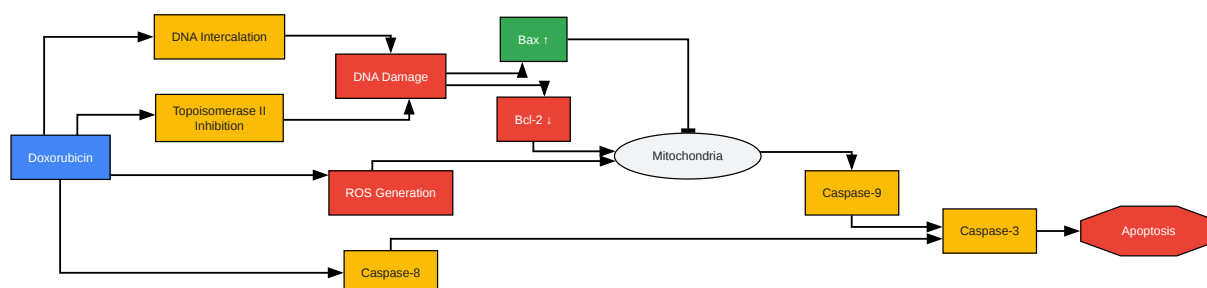 DNA Intercalation
Bax ↑
DNA Damage
Topoisomerase II
Inhibition
Bcl-2 ↓
Doxorubicin
Mitochondria
ROS Generation
Caspase-9
Caspase-3
Apoptosis
Caspase-8